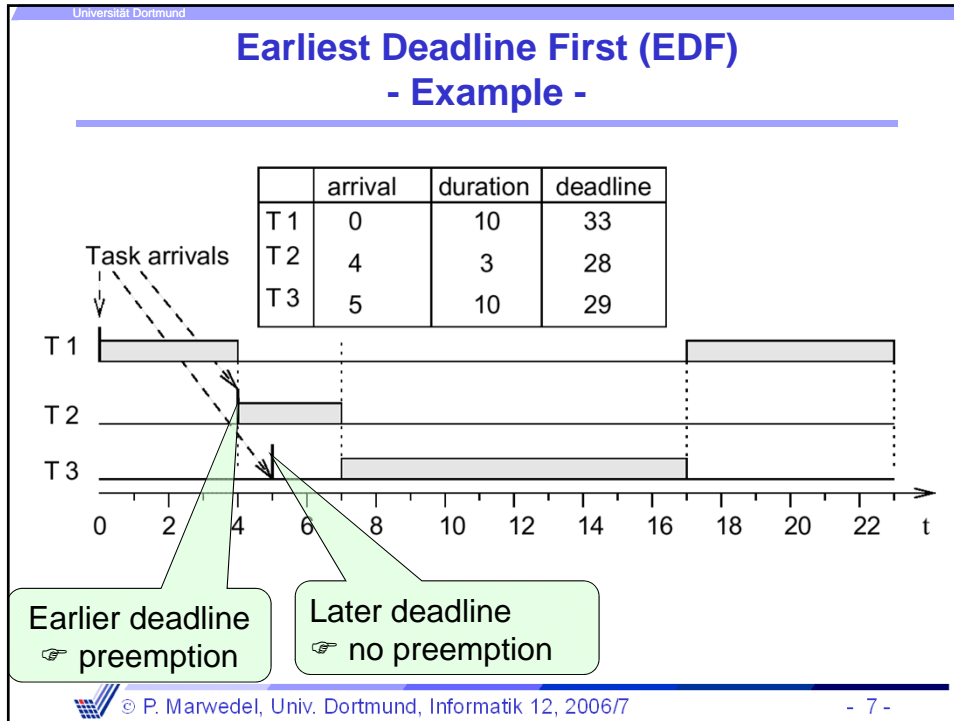 Universität Dortmund
Earliest Deadline First (EDF)
- Example -
arrival duration deadline
T 1 0 10 33
T 2 4 3 28
T 3 5 10 29
Task arrivals
T 1
T 2
T 3
0 2 4 6 8 10 12 14 16 18 20 22 t
Earlier deadline
☞ preemption
Later deadline
☞ no preemption
© P. Marwedel, Univ. Dortmund, Informatik 12, 2006/7 - 7 -